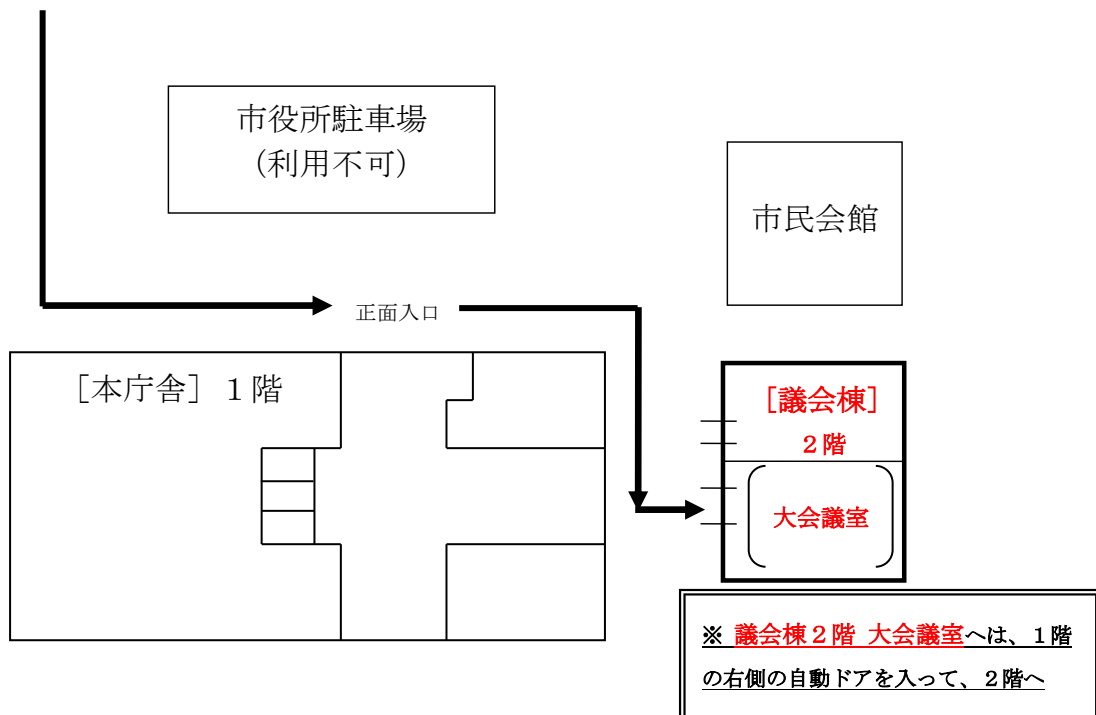 市役所駐車場
（利用不可）
市民会館
正面入口
［本庁舎］１階
［議会棟］
２階
大会議室
※ 議会棟２階 大会議室へは、１階
の右側の自動ドアを入って、２階へ